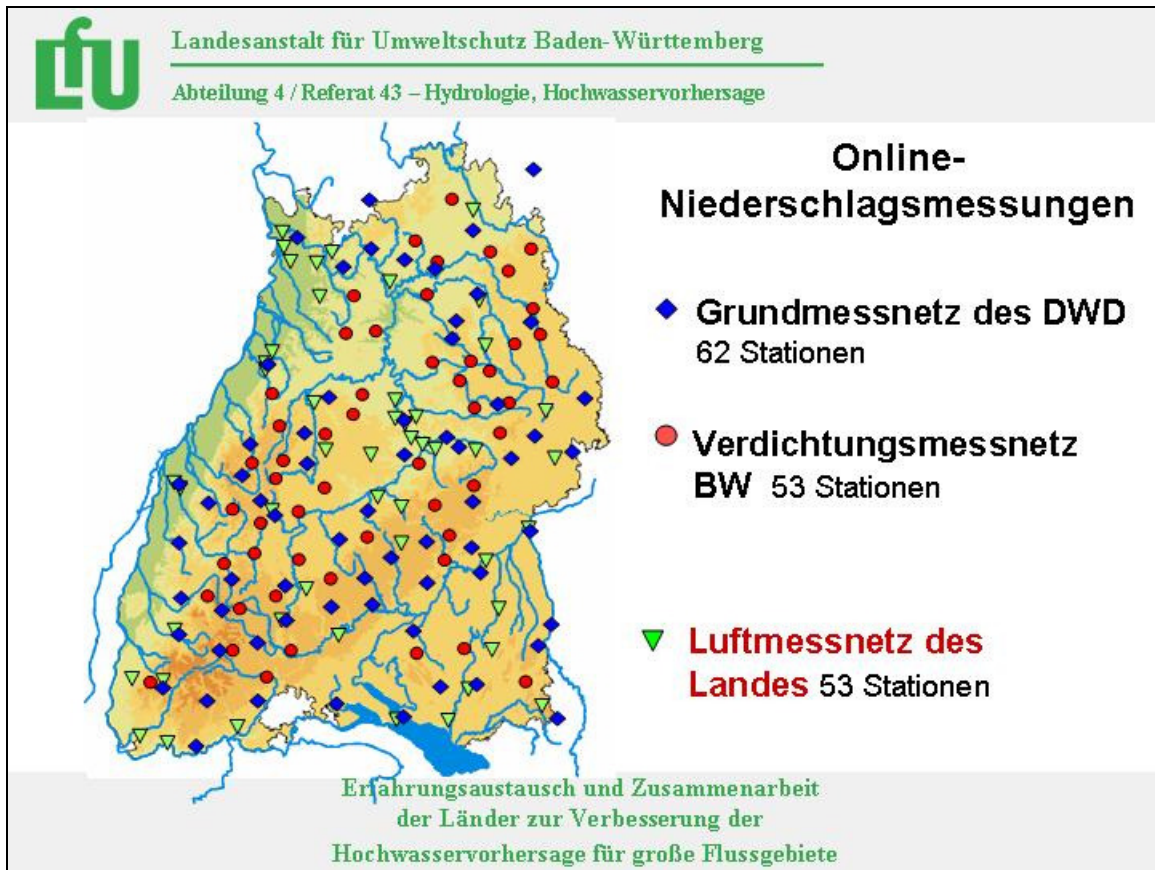 LfU
Landesanstalt für Umweltschutz Baden-Württemberg
Abteilung 4 / Referat 43 – Hydrologie, Hochwasservorhersage
Online-
Niederschlagsmessungen
Grundmessnetz des DWD
62 Stationen
Verdichtungsmessnetz
BW 53 Stationen
Luftmessnetz des
Landes 53 Stationen
Erfahrungsaustausch und Zusammenarbeit
der Länder zur Verbesserung der
Hochwasservorhersage für große Flussgebiete